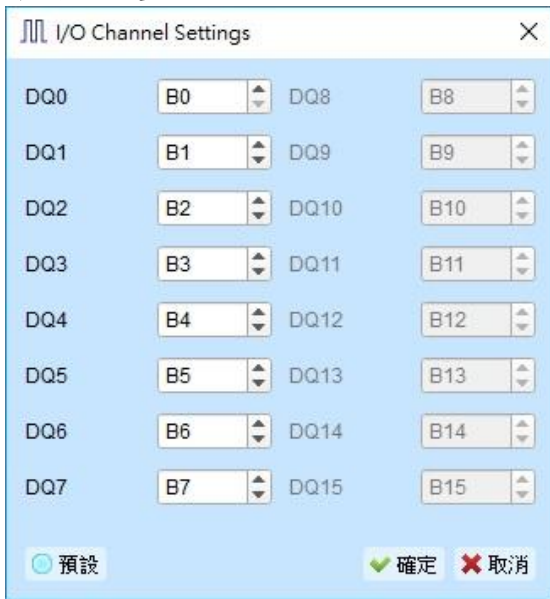 I/O Channel Settings
DQ0 B0 DQ8 B8
DQ1 B1 DQ9 B9
DQ2 B2 DQ10 B10
DQ3 B3 DQ11 B11
DQ4 B4 DQ12 B12
DQ5 B5 DQ13 B13
DQ6 B6 DQ14 B14
DQ7 B7 DQ15 B15
預設 確定 取消